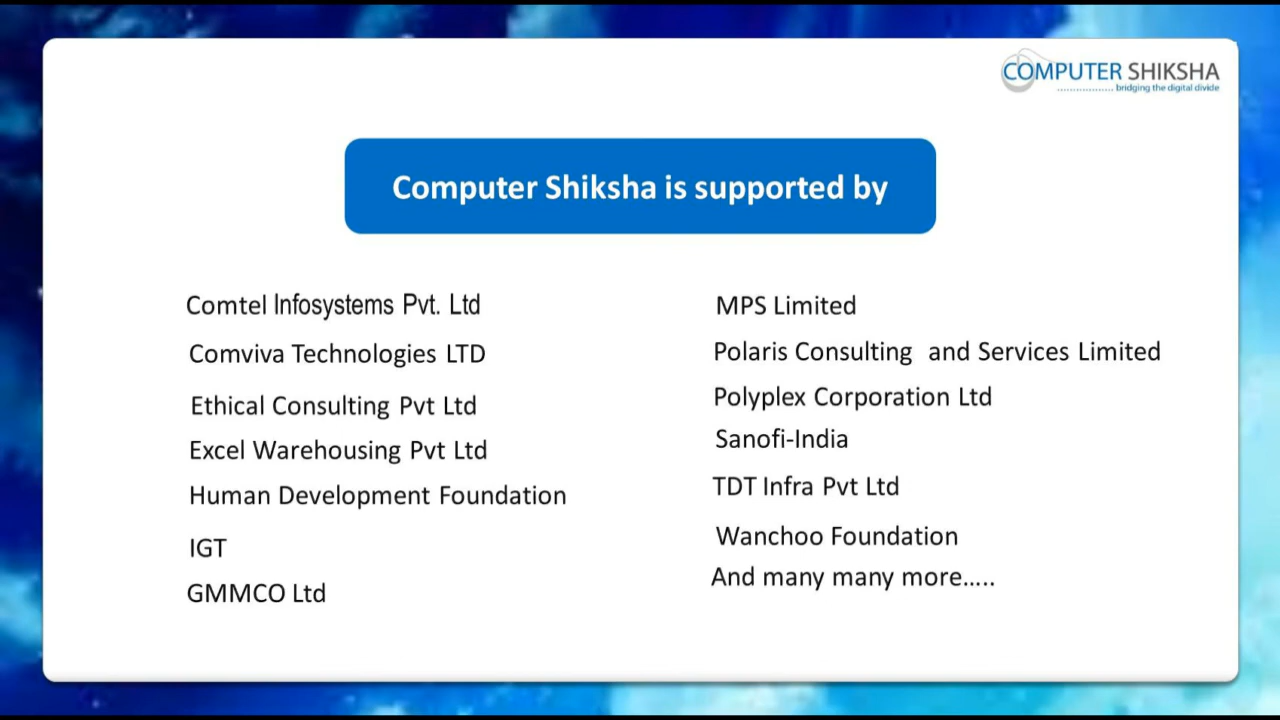 COMPUTER SHIKSHA
.................. bridging the digital divide
Computer Shiksha is supported by
Comtel Infosystems Pvt. Ltd
Comviva Technologies LTD
Ethical Consulting Pvt Ltd
Excel Warehousing Pvt Ltd
Human Development Foundation
IGT
GMMCO Ltd
MPS Limited
Polaris Consulting  and Services Limited
Polyplex Corporation Ltd
Sanofi-India
TDT Infra Pvt Ltd
Wanchoo Foundation
And many many more.....